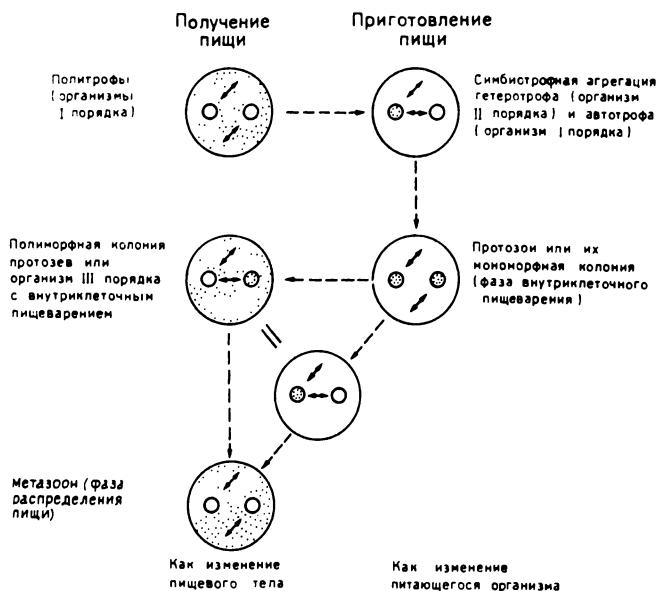 Получение
пищи
Приготовление
пищи
Политрофы
(организмы
I порядка)
Симбиотрофная агрегация
гетеротрофа (организм
II порядка) и автотрофа
(организм I порядка)
Полиморфная колония
протозев или
организм III порядка
с внутриклеточным
пищеварением
Протозои или их
мономорфная колония
(фаза внутриклеточного
пищеварения)
Метазоон (фаза
распределения
пищи)
Как изменение
пищевого тела
Как изменение
питающегося организма